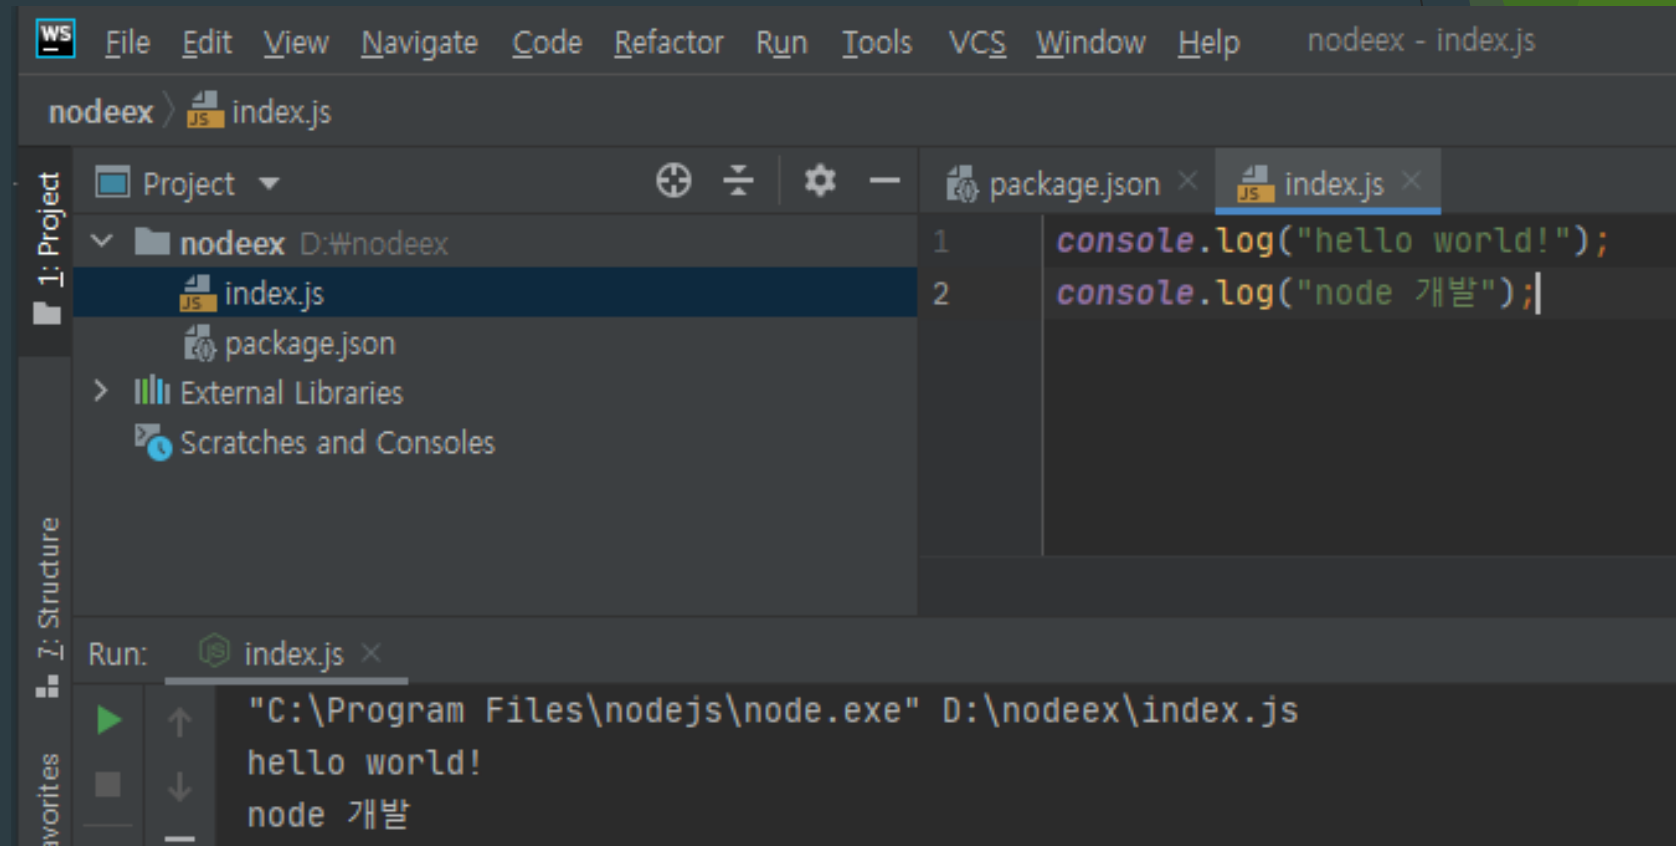 WS File Edit View Navigate Code Refactor Run Tools VCS Window Help nodeex - index.js
nodeex index.js
1: Project
Project
nodeex D:₩nodeex
index.js
package.json
External Libraries
Scratches and Consoles
package.json index.js
1 console.log("hello world!");
2 console.log("node 개발");
7: Structure
avorites
Run: index.js
"C:\Program Files\nodejs\node.exe" D:\nodeex\index.js
hello world!
node 개발